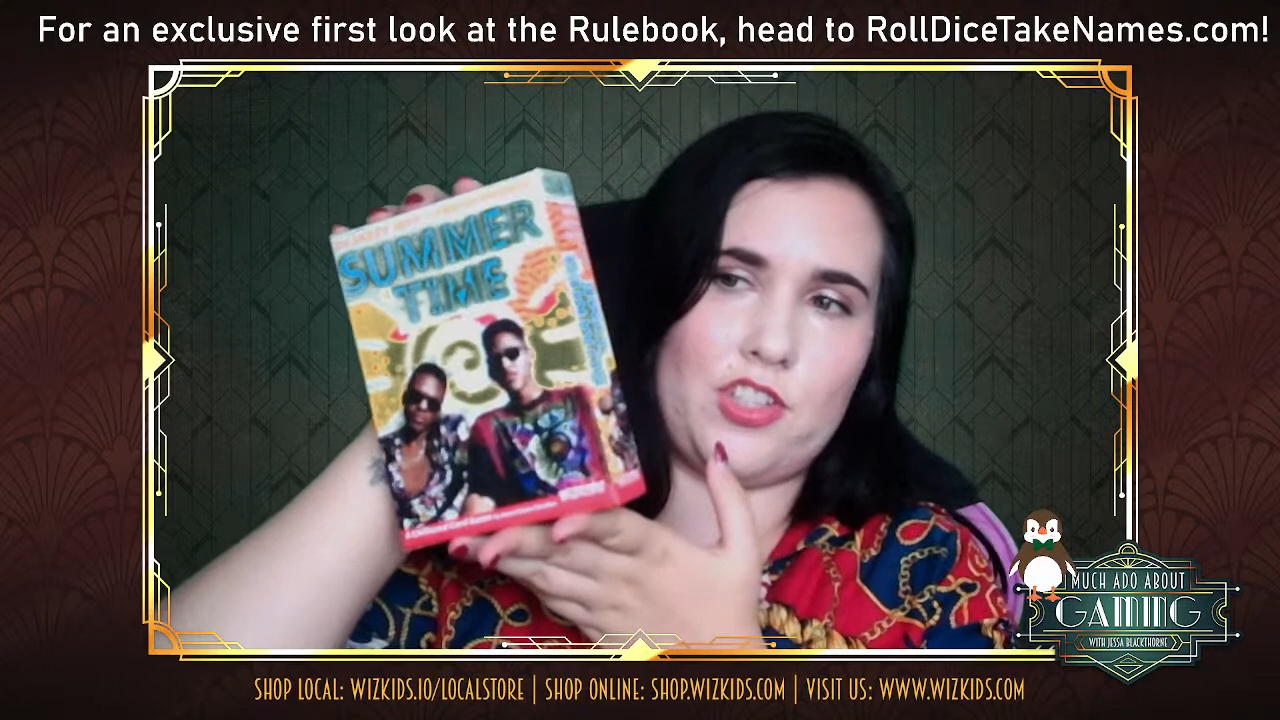 For an exclusive first look at the Rulebook, head to RollDiceTakeNames.com!
SUMMER
TIME
MUCH ADO ABOUT
GAMING
WITH JESSA BLACKTHORNE
SHOP LOCAL: WIZKIDS.IO/LOCALSTORE | SHOP ONLINE: SHOP.WIZKIDS.COM | VISIT US: WWW.WIZKIDS.COM